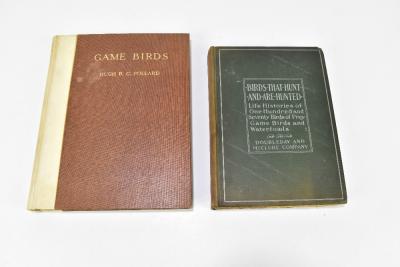 GAME BIRDS
HUGH B. C. POLLARD
BIRDS·THAT·HUNT
AND·ARE·HUNTED
Life Histories of
One Hundred and
Seventy Birds of Prey
Game Birds and
Waterfowls
DOUBLEDAY AND
McCLURE COMPANY